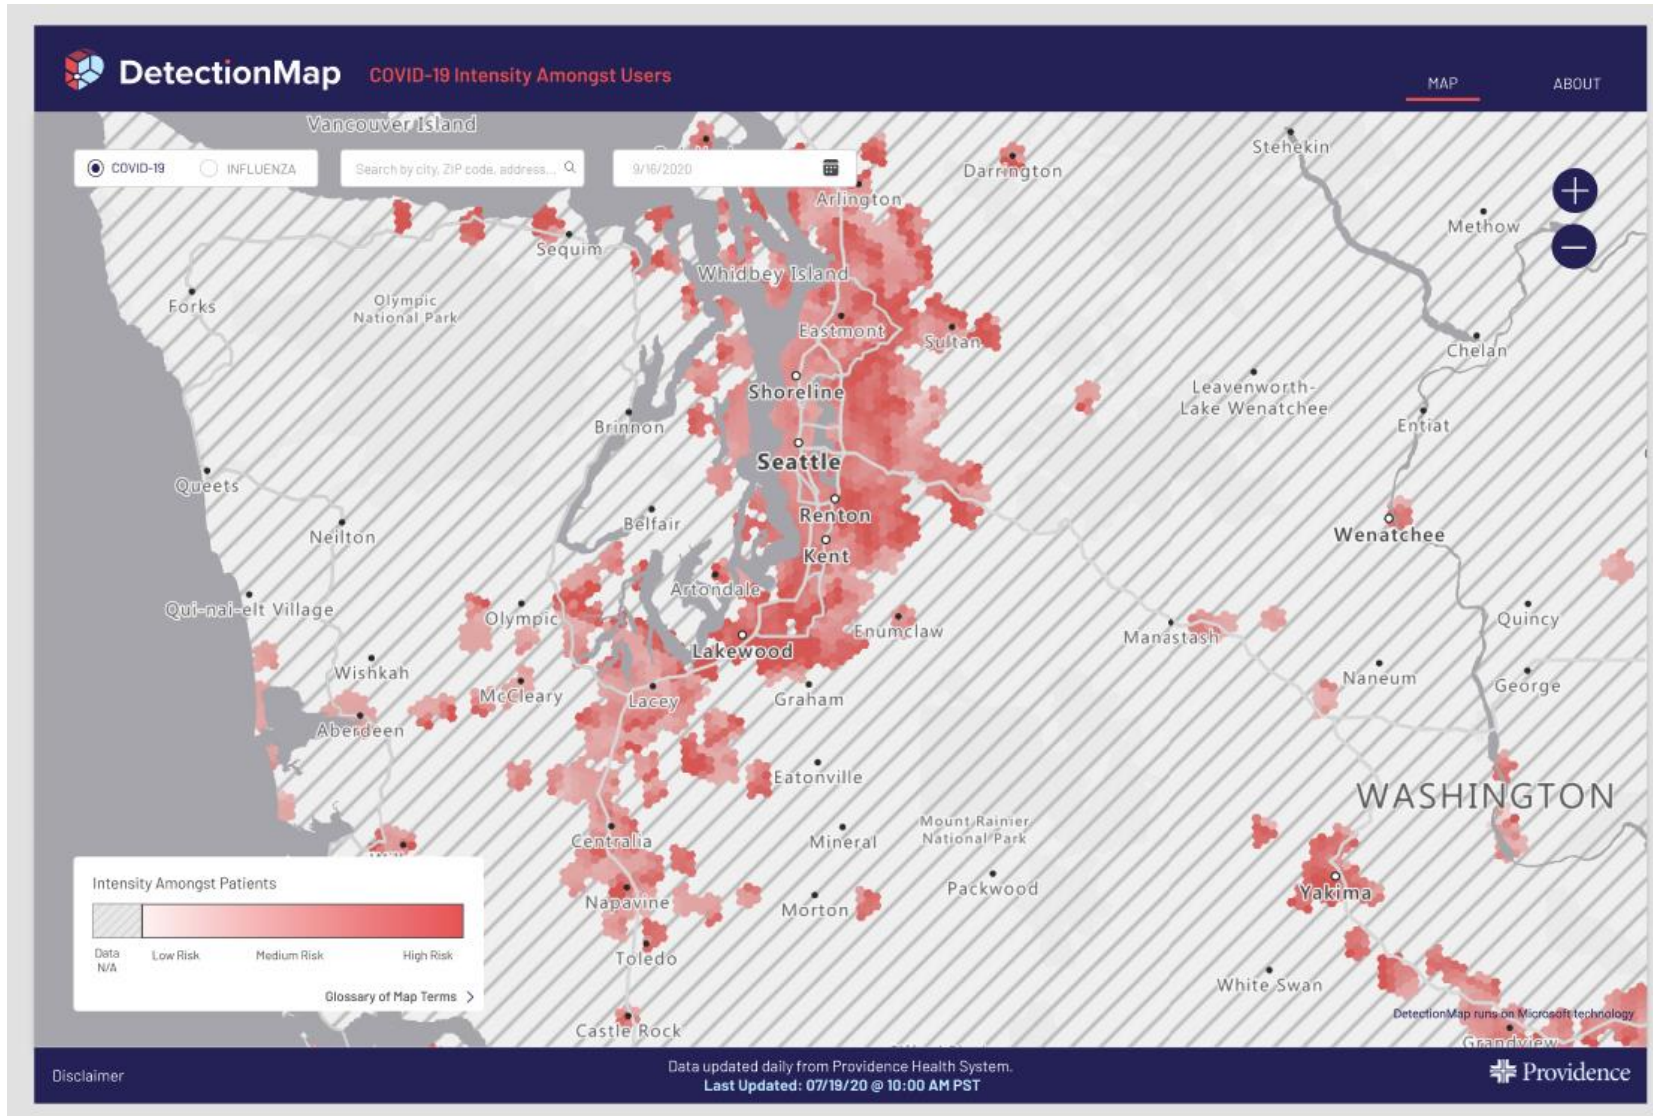 DetectionMap
COVID-19 Intensity Amongst Users
MAP
ABOUT
Vancouver Island
COVID-19
INFLUENZA
Search by city, ZIP code, address...
9/16/2020
Stehekin
Darrington
Arlington
Methow
Sequim
Whidbey Island
Forks
Olympic
National Park
Eastmont
Sultan
Chelan
Shoreline
Leavenworth-
Lake Wenatchee
Brinnon
Entiat
Seattle
Queets
Renton
Belfair
Neilton
Wenatchee
Kent
Artondale
Qui-nai-elt Village
Olympic
Enumclaw
Quincy
Manastash
Lakewood
Wishkah
Naneum
George
McCleary
Lacey
Graham
Aberdeen
Eatonville
WASHINGTON
Mount Rainier
National Park
Centralia
Mineral
Packwood
Yakima
Napavine
Morton
Toledo
White Swan
Castle Rock
Grandview
Intensity Amongst Patients
Data
N/A
Low Risk
Medium Risk
High Risk
Glossary of Map Terms
DetectionMap runs on Microsoft technology
Disclaimer
Data updated daily from Providence Health System.
Last Updated: 07/19/20 @ 10:00 AM PST
Providence